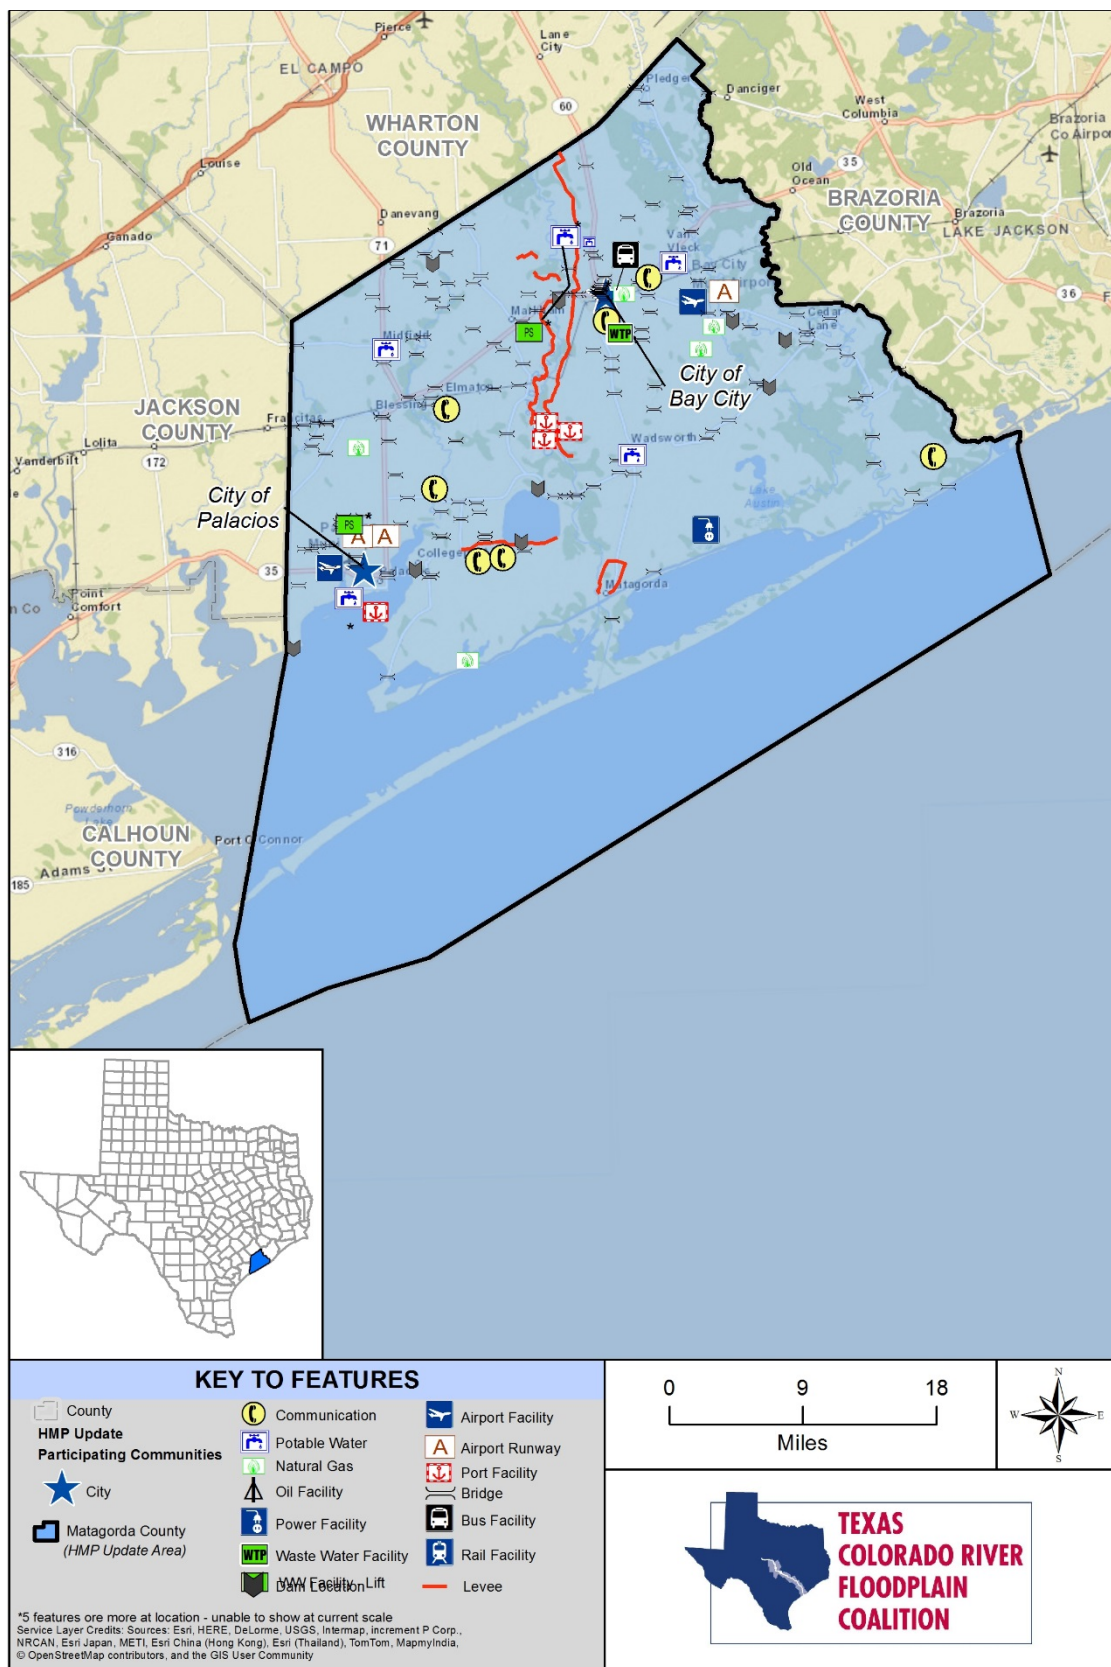 Pierce
Lane
City
EL CAMPO
Pledger
Danciger
60
West
Columbia
WHARTON
COUNTY
Brazoria
Co Airport
Louise
Old
Ocean
35
BRAZORIA
COUNTY
Brazoria
LAKE JACKSON
Danevang
Ganado
71
Van
Vleck
Bay City
36
Cedar
Lane
Midfield
PS
WTP
City of
Bay City
Elmaton
JACKSON
COUNTY
Blessing
Francitas
Lolita
Wadsworth
Vanderbilt
172
City of
Palacios
Lake
Austin
PS
A A
A
College
35
Matagorda
Point
Comfort
316
Powderhorn
Lake
CALHOUN
COUNTY
Port O'Connor
Adams St
185
KEY TO FEATURES
County
HMP Update
Participating Communities
City
Matagorda County
(HMP Update Area)
Communication
Potable Water
Natural Gas
Oil Facility
Power Facility
WTP Waste Water Facility
WW Facility - Lift
Dam Location
Airport Facility
A Airport Runway
Port Facility
Bridge
Bus Facility
Rail Facility
Levee
*5 features ore more at location - unable to show at current scale
Service Layer Credits: Sources: Esri, HERE, DeLorme, USGS, Intermap, increment P Corp.,
NRCAN, Esri Japan, METI, Esri China (Hong Kong), Esri (Thailand), TomTom, MapmyIndia,
© OpenStreetMap contributors, and the GIS User Community
0 9 18
Miles
N
W E
S
TEXAS
COLORADO RIVER
FLOODPLAIN
COALITION